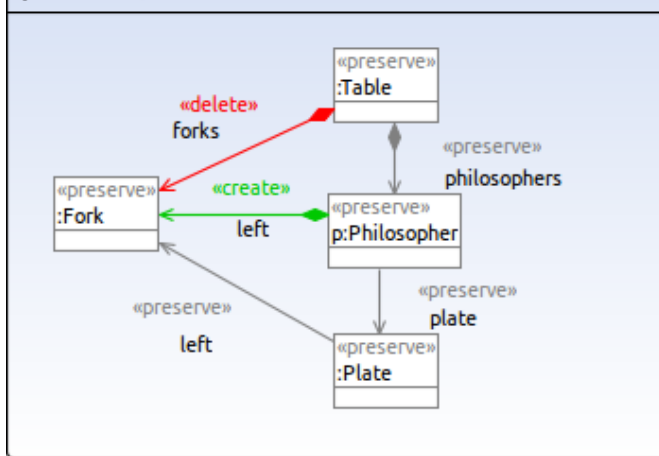 «preserve»
:Table
«delete»
forks
«preserve»
philosophers
«preserve»
:Fork
«create»
left
«preserve»
p:Philosopher
«preserve»
plate
«preserve»
left
«preserve»
:Plate